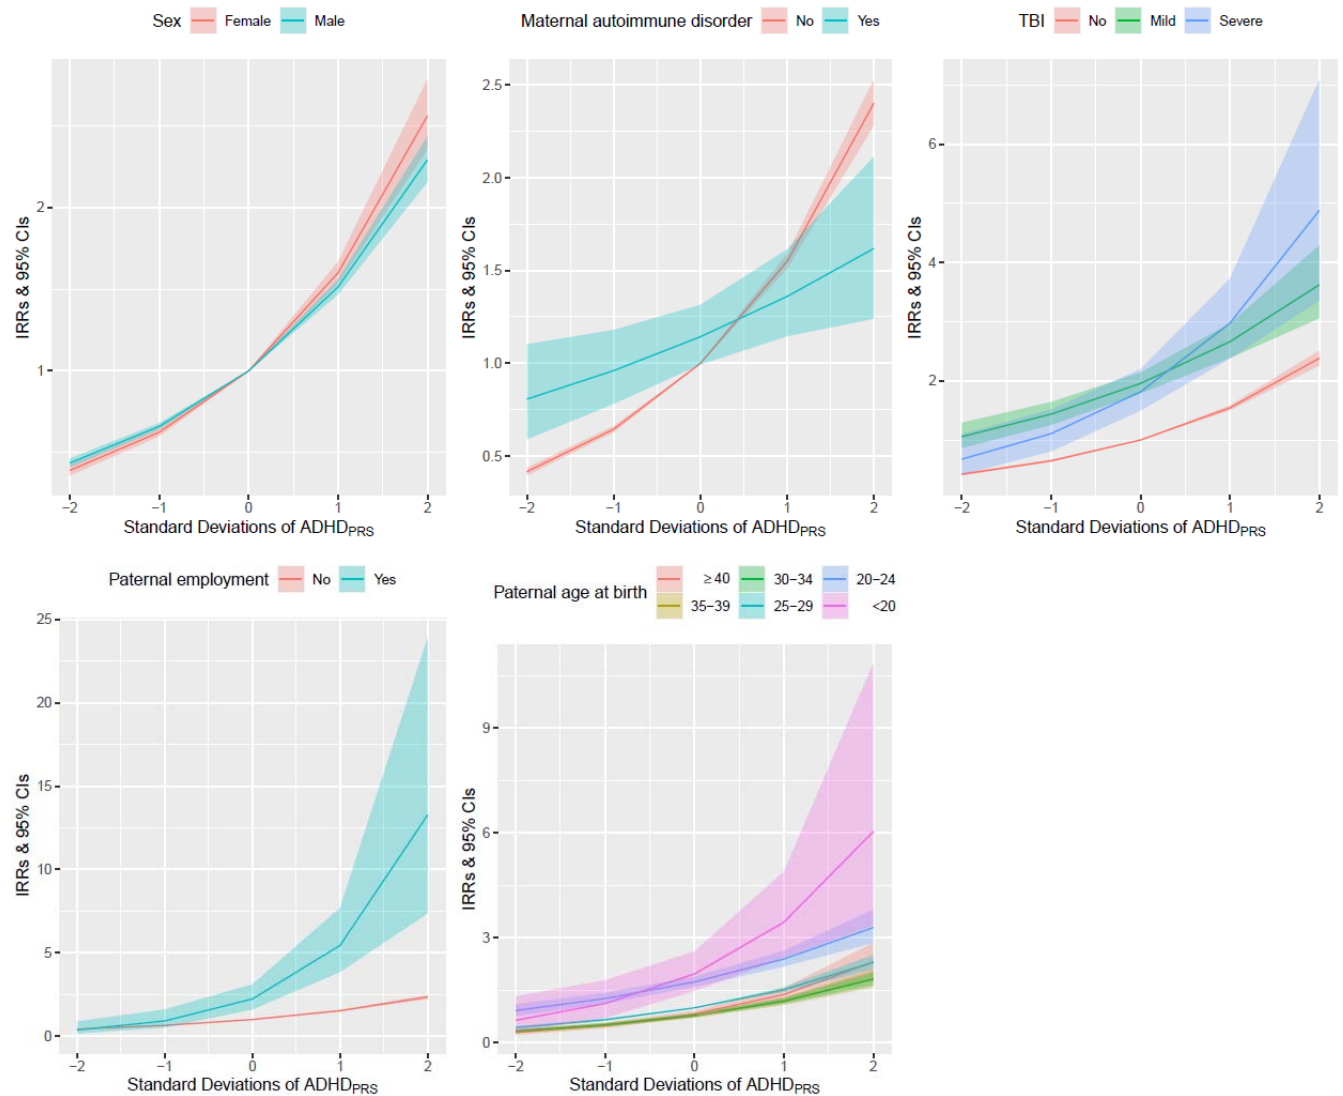 Sex Female Male
IRRs & 95% CIs
2
1
−2 −1 0 1 2
Standard Deviations of ADHDPRS
Maternal autoimmune disorder No Yes
IRRs & 95% CIs
2.5
2.0
1.5
1.0
0.5
−2 −1 0 1 2
Standard Deviations of ADHDPRS
TBI No Mild Severe
IRRs & 95% CIs
6
4
2
−2 −1 0 1 2
Standard Deviations of ADHDPRS
Paternal employment No Yes
IRRs & 95% CIs
25
20
15
10
5
0
−2 −1 0 1 2
Standard Deviations of ADHDPRS
Paternal age at birth
≥ 40 30−34 20−24
35−39 25−29 <20
IRRs & 95% CIs
9
6
3
0
−2 −1 0 1 2
Standard Deviations of ADHDPRS